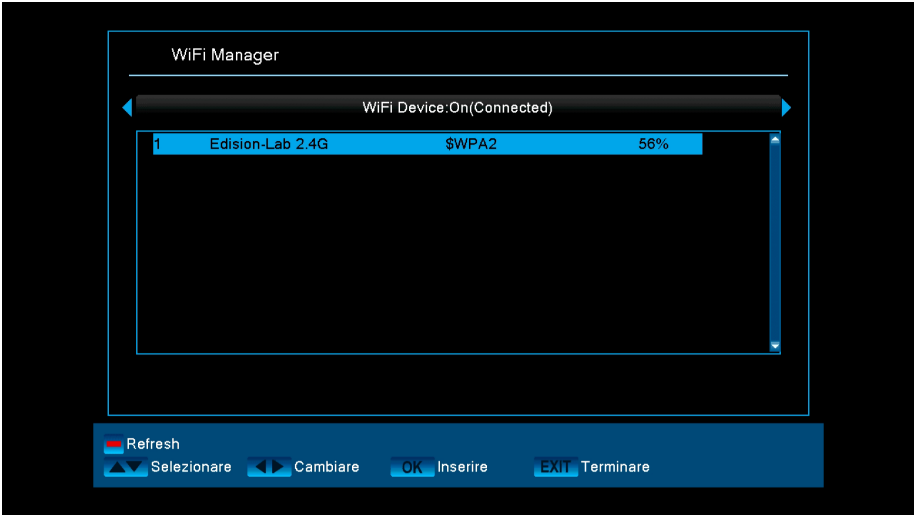 WiFi Manager
WiFi Device:On(Connected)
1 Edision-Lab 2.4G $WPA2 56%
Refresh
Selezionare Cambiare OK Inserire EXIT Terminare